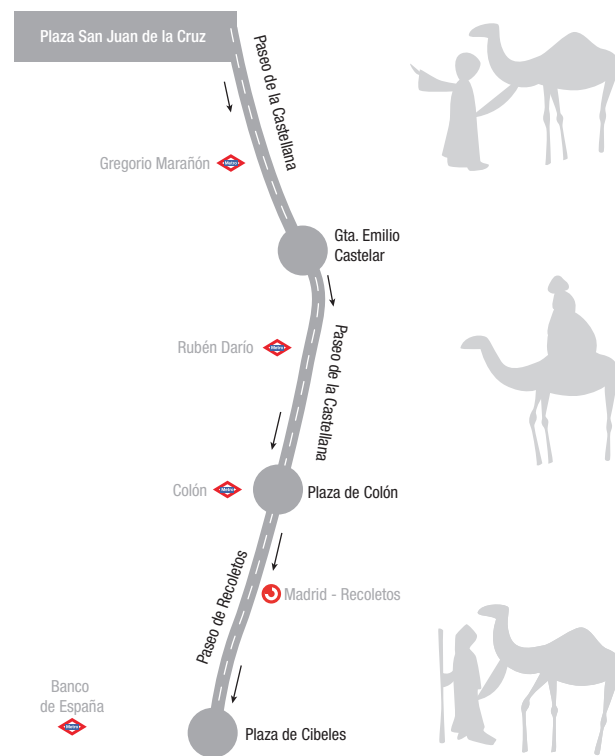 Plaza San Juan de la Cruz
Paseo de la Castellana
Gregorio Marañón
Metro
Gta. Emilio
Castelar
Rubén Darío
Metro
Paseo de la Castellana
Colón
Metro
Plaza de Colón
Paseo de Recoletos
Madrid - Recoletos
Banco
de España
Metro
Plaza de Cibeles